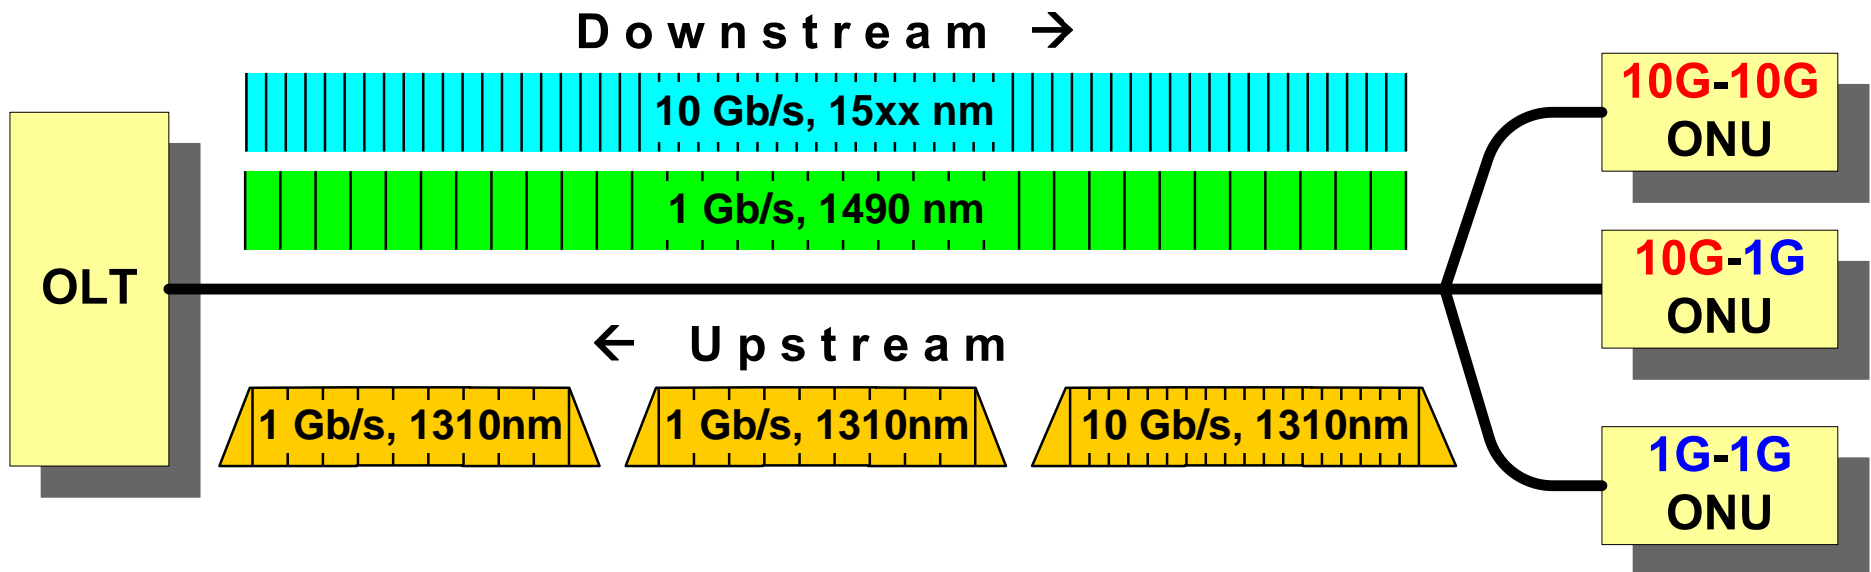 Downstream →
10 Gb/s, 15xx nm
1 Gb/s, 1490 nm
OLT
← Upstream
1 Gb/s, 1310nm
1 Gb/s, 1310nm
10 Gb/s, 1310nm
10G-10G
ONU
10G-1G
ONU
1G-1G
ONU